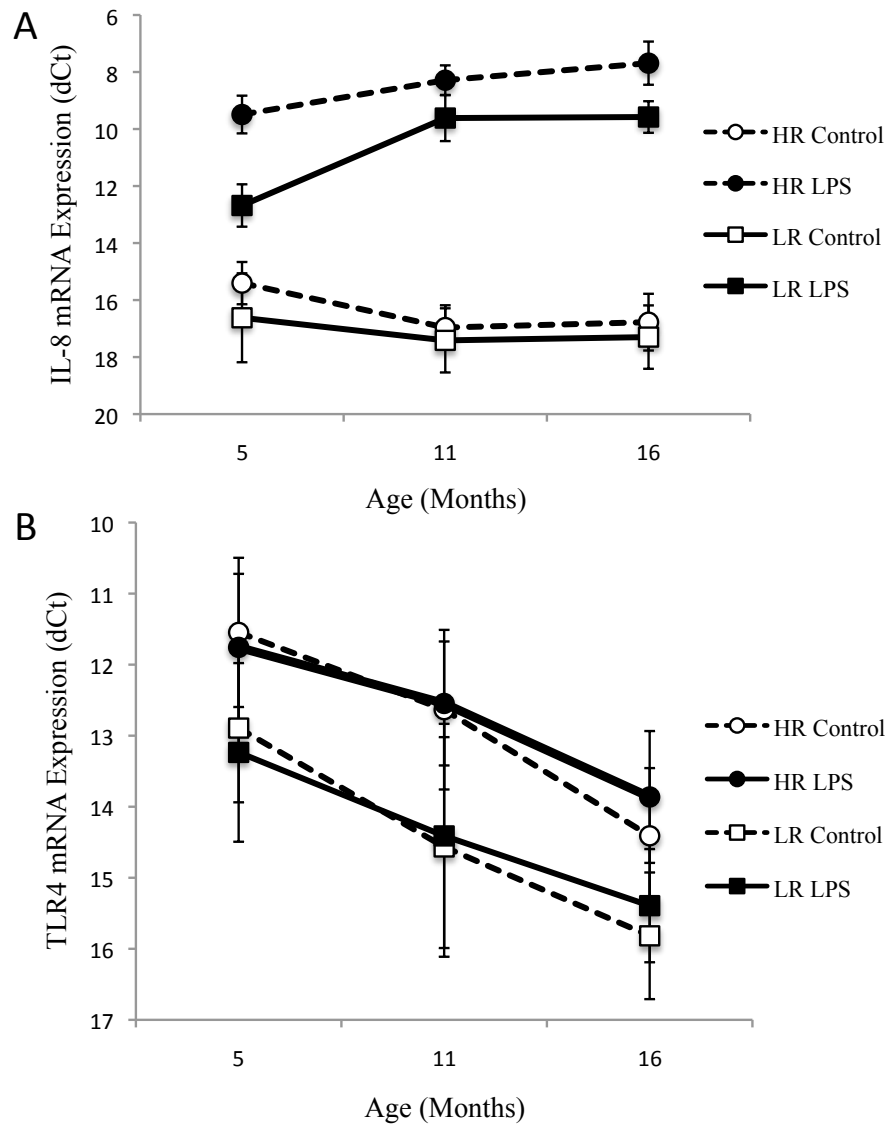 A
IL-8 mRNA Expression (dCt)
6
8
10
12
14
16
18
20
5 11 16
Age (Months)
HR Control
HR LPS
LR Control
LR LPS
B
TLR4 mRNA Expression (dCt)
10
11
12
13
14
15
16
17
5 11 16
Age (Months)
HR Control
HR LPS
LR Control
LR LPS